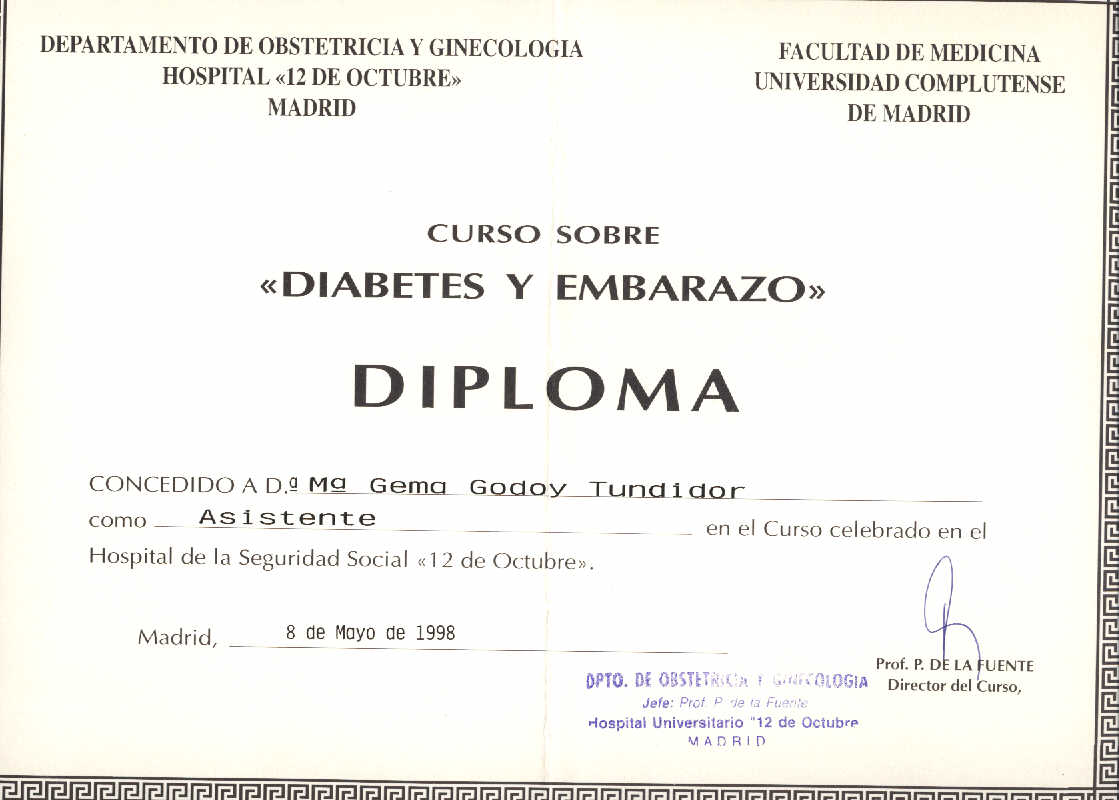 DEPARTAMENTO DE OBSTETRICIA Y GINECOLOGIA
HOSPITAL «12 DE OCTUBRE»
MADRID
FACULTAD DE MEDICINA
UNIVERSIDAD COMPLUTENSE
DE MADRID
CURSO SOBRE
«DIABETES Y EMBARAZO»
DIPLOMA
CONCEDIDO A D.ª Mª Gema Godoy Tundidor
como Asistente en el Curso celebrado en el
Hospital de la Seguridad Social «12 de Octubre».
Madrid, 8 de Mayo de 1998
Prof. P. DE LA FUENTE
Director del Curso,
DPTO. DE OBSTETRICIA Y GINECOLOGIA
Jefe: Prof. P. de la Fuente
Hospital Universitario "12 de Octubre
MADRID